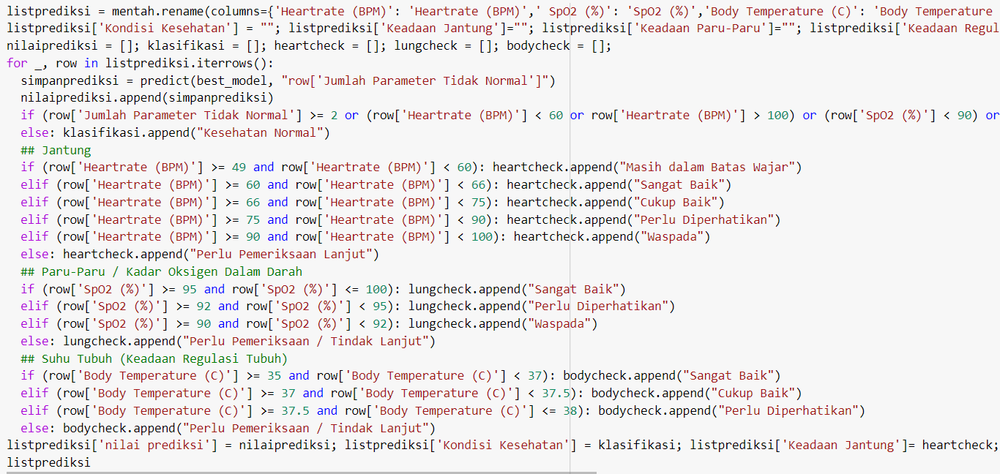 listprediksi = mentah.rename(columns={'Heartrate (BPM)': 'Heartrate (BPM)',' SpO2 (%)': 'SpO2 (%)','Body Temperature (C)': 'Body Temperature
listprediksi['Kondisi Kesehatan'] = ""; listprediksi['Keadaan Jantung']=""; listprediksi['Keadaan Paru-Paru']=""; listprediksi['Keadaan Regul
nilaiprediksi = []; klasifikasi = []; heartcheck = []; lungcheck = []; bodycheck = [];
for _, row in listprediksi.iterrows():
  simpanprediksi = predict(best_model, "row['Jumlah Parameter Tidak Normal']")
  nilaiprediksi.append(simpanprediksi)
  if (row['Jumlah Parameter Tidak Normal'] >= 2 or (row['Heartrate (BPM)'] < 60 or row['Heartrate (BPM)'] > 100) or (row['SpO2 (%)'] < 90) or
  else: klasifikasi.append("Kesehatan Normal")
  ## Jantung
  if (row['Heartrate (BPM)'] >= 49 and row['Heartrate (BPM)'] < 60): heartcheck.append("Masih dalam Batas Wajar")
  elif (row['Heartrate (BPM)'] >= 60 and row['Heartrate (BPM)'] < 66): heartcheck.append("Sangat Baik")
  elif (row['Heartrate (BPM)'] >= 66 and row['Heartrate (BPM)'] < 75): heartcheck.append("Cukup Baik")
  elif (row['Heartrate (BPM)'] >= 75 and row['Heartrate (BPM)'] < 90): heartcheck.append("Perlu Diperhatikan")
  elif (row['Heartrate (BPM)'] >= 90 and row['Heartrate (BPM)'] < 100): heartcheck.append("Waspada")
  else: heartcheck.append("Perlu Pemeriksaan Lanjut")
  ## Paru-Paru / Kadar Oksigen Dalam Darah
  if (row['SpO2 (%)'] >= 95 and row['SpO2 (%)'] <= 100): lungcheck.append("Sangat Baik")
  elif (row['SpO2 (%)'] >= 92 and row['SpO2 (%)'] < 95): lungcheck.append("Perlu Diperhatikan")
  elif (row['SpO2 (%)'] >= 90 and row['SpO2 (%)'] < 92): lungcheck.append("Waspada")
  else: lungcheck.append("Perlu Pemeriksaan / Tindak Lanjut")
  ## Suhu Tubuh (Keadaan Regulasi Tubuh)
  if (row['Body Temperature (C)'] >= 35 and row['Body Temperature (C)'] < 37): bodycheck.append("Sangat Baik")
  elif (row['Body Temperature (C)'] >= 37 and row['Body Temperature (C)'] < 37.5): bodycheck.append("Cukup Baik")
  elif (row['Body Temperature (C)'] >= 37.5 and row['Body Temperature (C)'] <= 38): bodycheck.append("Perlu Diperhatikan")
  else: bodycheck.append("Perlu Pemeriksaan / Tindak Lanjut")
listprediksi['nilai prediksi'] = nilaiprediksi; listprediksi['Kondisi Kesehatan'] = klasifikasi; listprediksi['Keadaan Jantung']= heartcheck;
listprediksi